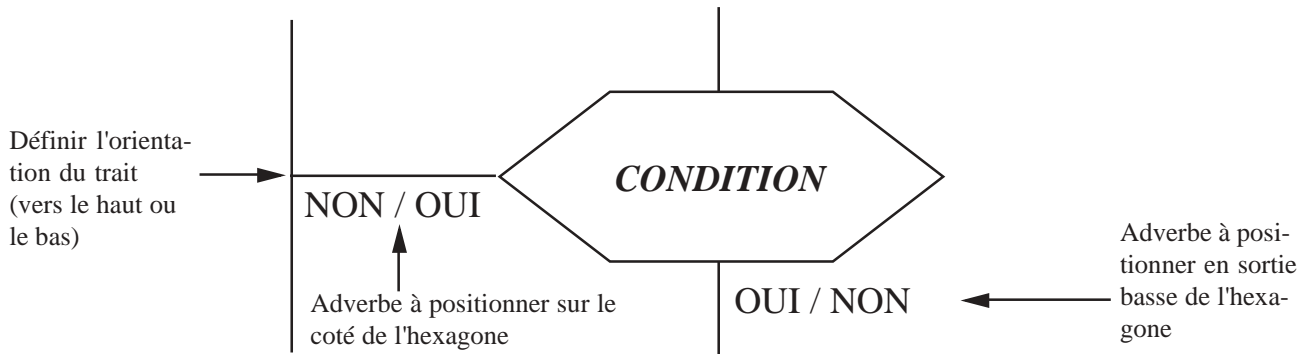 Définir l'orienta-
tion du trait
(vers le haut ou
le bas)
NON / OUI
Adverbe à positionner sur le
coté de l'hexagone
CONDITION
OUI / NON
Adverbe à posi-
tionner en sortie
basse de l'hexa-
gone